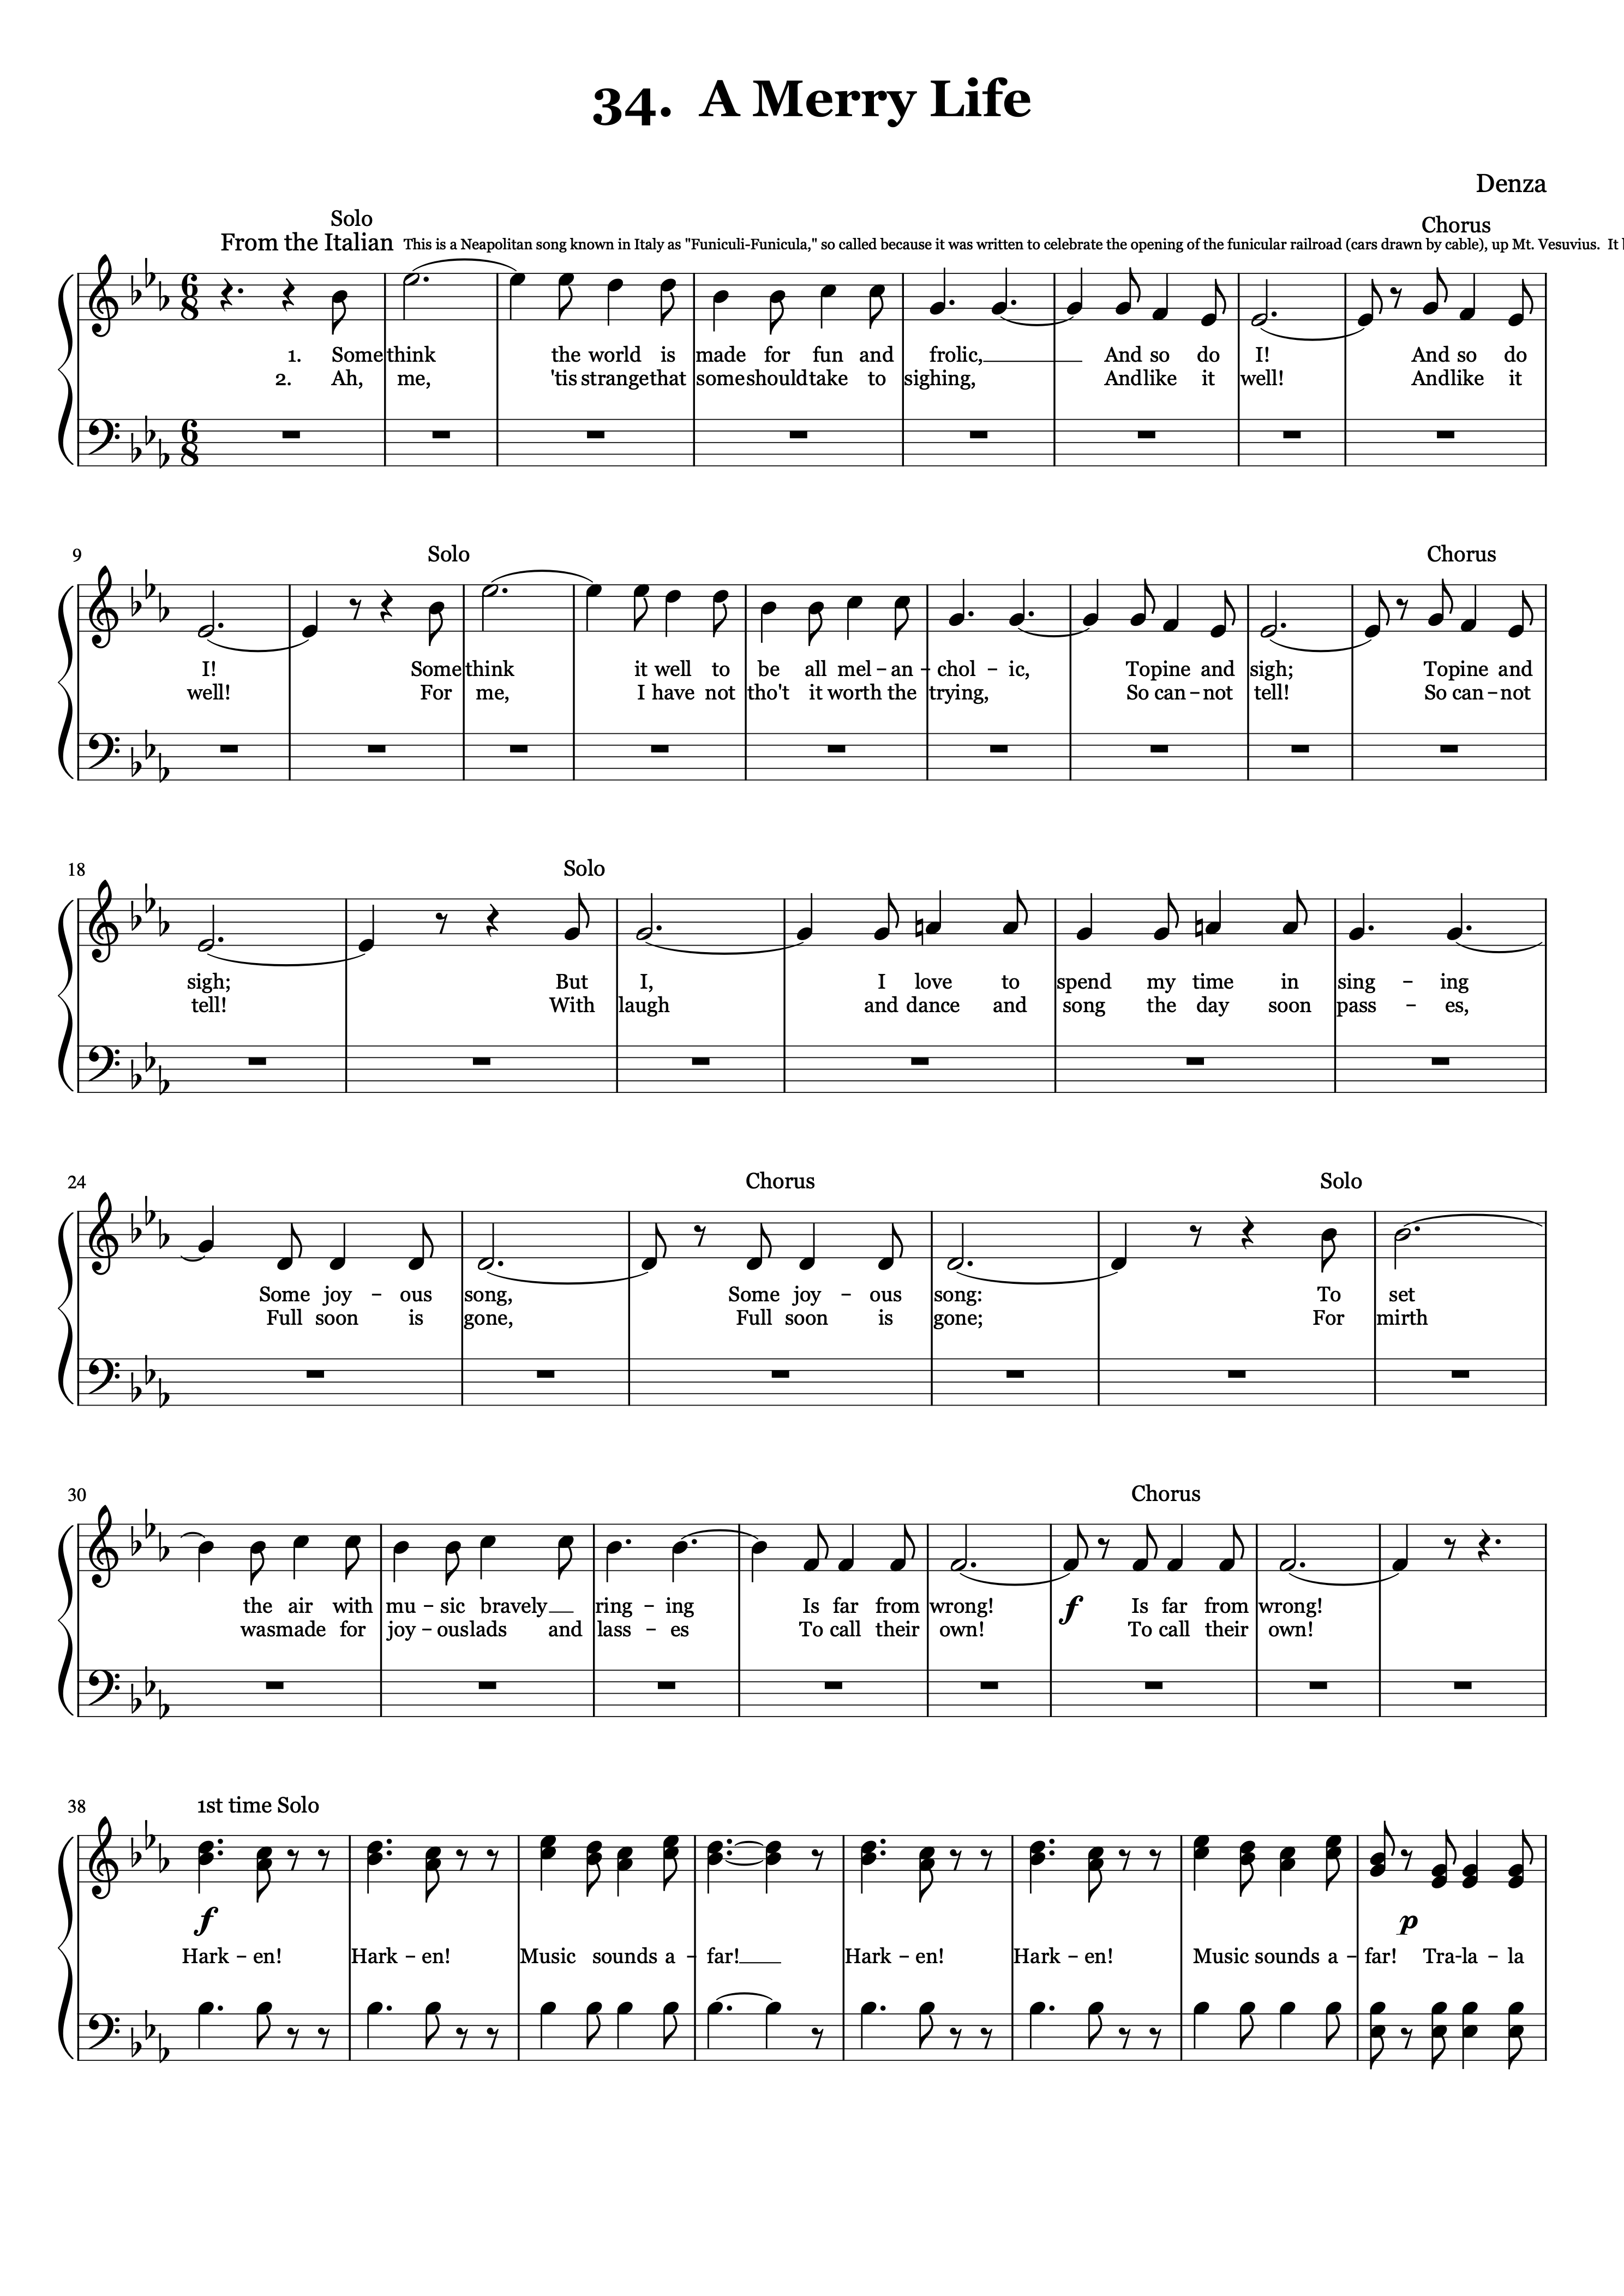 34.  A Merry Life
Denza
Solo
Chorus
From the Italian
This is a Neapolitan song known in Italy as "Funiculi-Funicula," so called because it was written to celebrate the opening of the funicular railroad (cars drawn by cable), up Mt. Vesuvius.  It
6
8
1. Some think the world is made for fun and frolic, And so do I! And so do
2. Ah, me, 'tis strange that some should take to sighing, And like it well! And like it
6
8
9
Solo
Chorus
I! Some think it well to be all mel – an – chol – ic, To pine and sigh; To pine and
well! For me, I have not tho't it worth the trying, So can – not tell! So can – not
18
Solo
sigh; But I, I love to spend my time in sing – ing
tell! With laugh and dance and song the day soon pass – es,
24
Chorus
Solo
Some joy – ous song, Some joy – ous song: To set
Full soon is gone, Full soon is gone; For mirth
30
Chorus
the air with mu – sic bravely ring – ing Is far from wrong! f Is far from wrong!
was made for joy – ous lads and lass – es To call their own! To call their own!
38
1st time Solo
f p
Hark – en! Hark – en! Music sounds a – far! Hark – en! Hark – en! Music sounds a – far! Tra-la – la